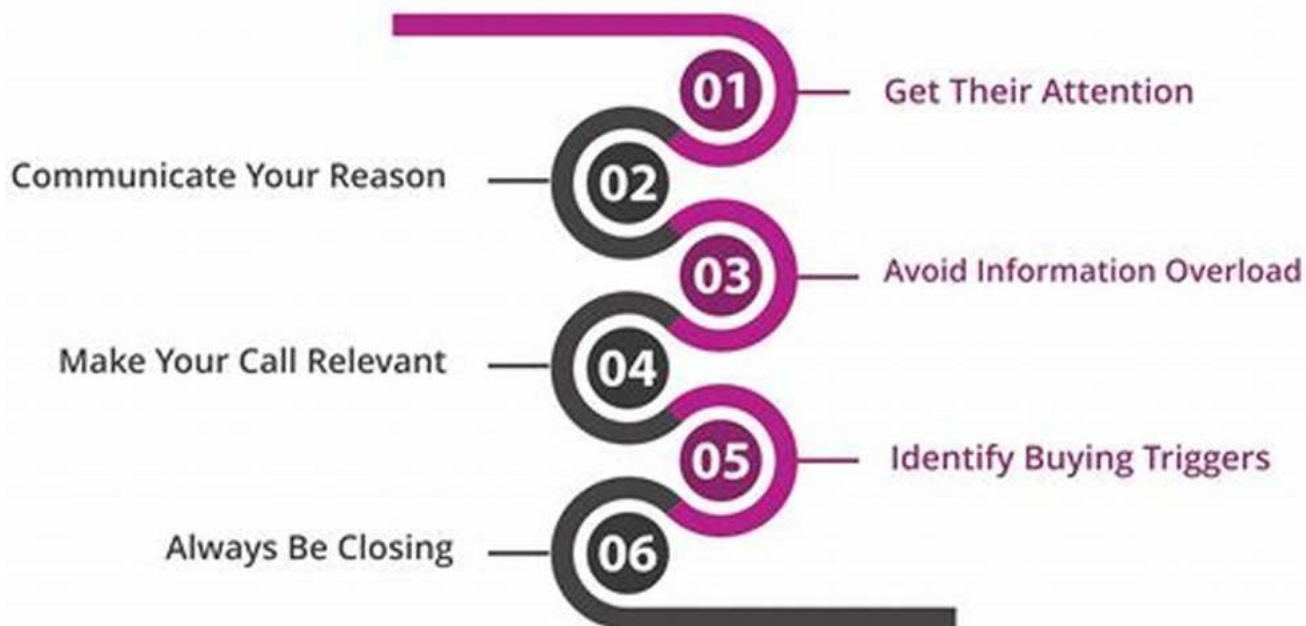 01
Get Their Attention
Communicate Your Reason
02
03
Avoid Information Overload
Make Your Call Relevant
04
05
Identify Buying Triggers
Always Be Closing
06